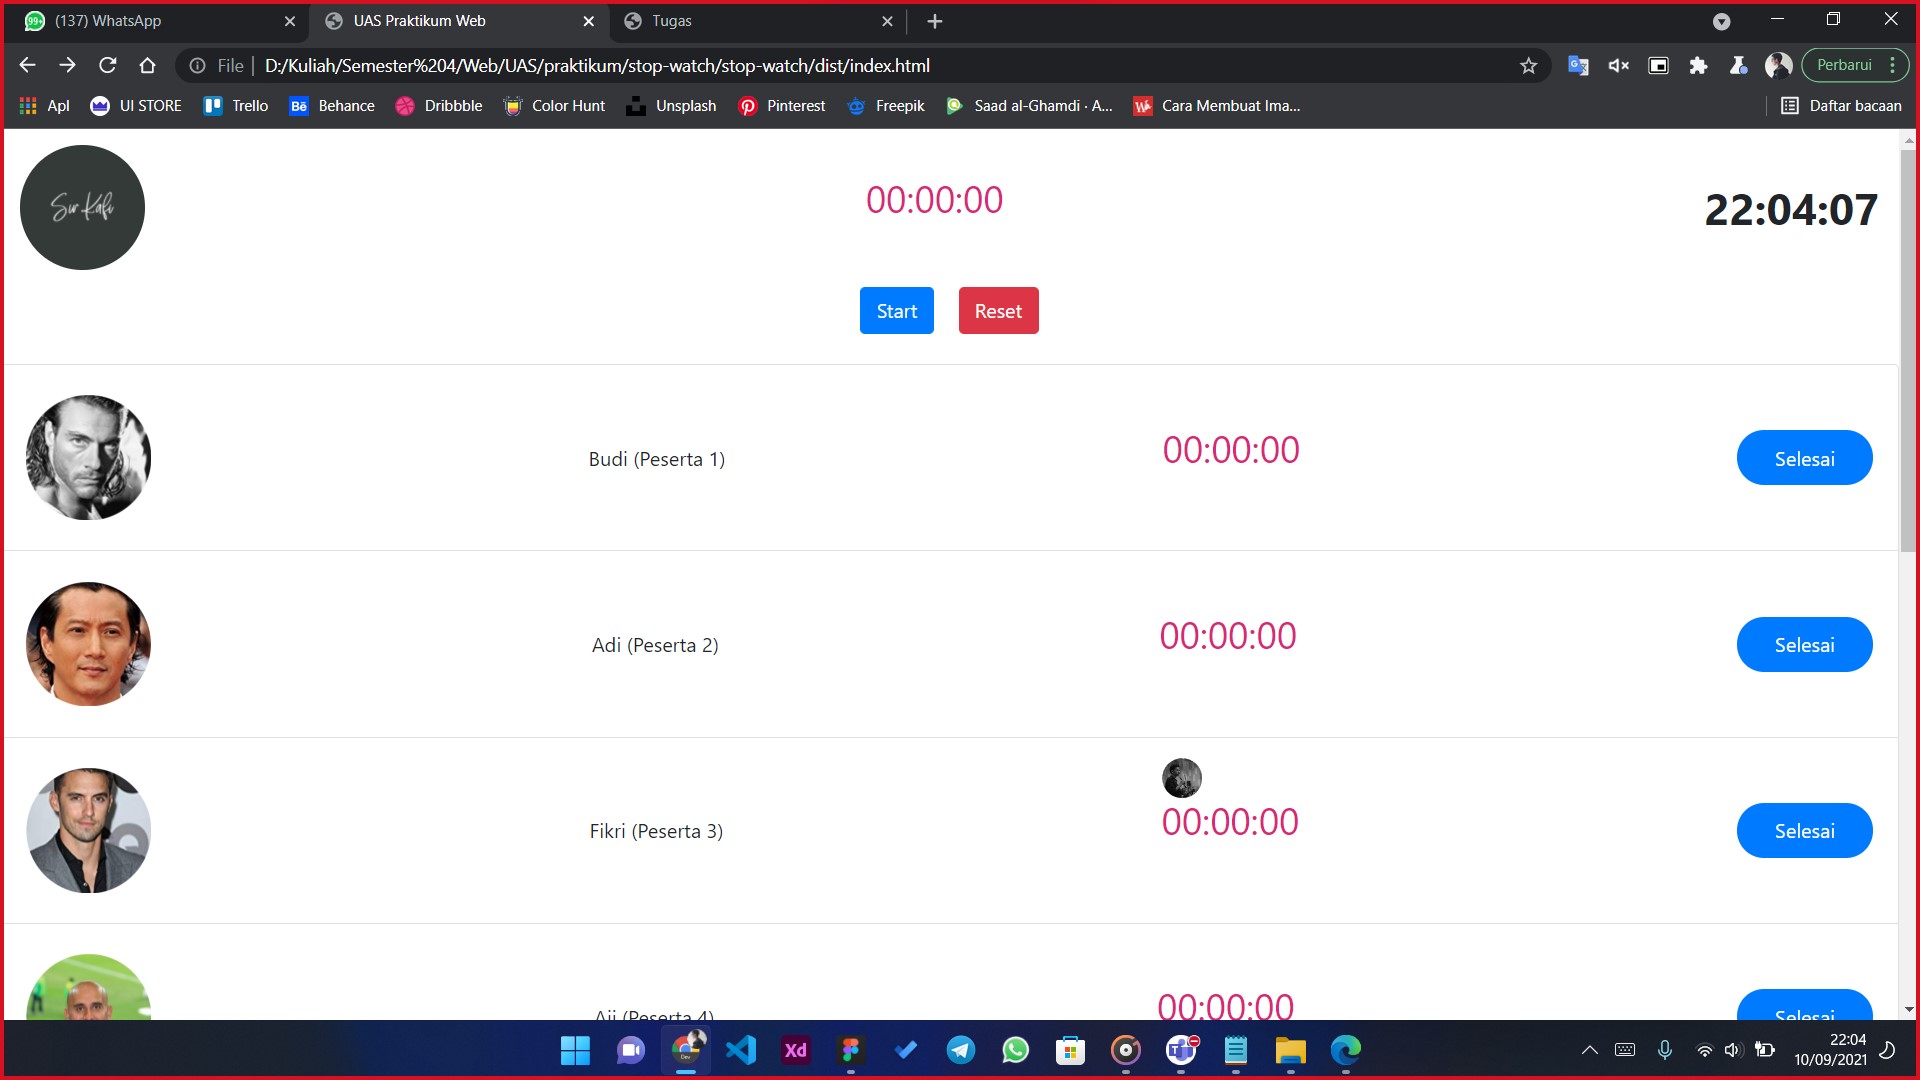 99+ (137) WhatsApp
UAS Praktikum Web
Tugas
File | D:/Kuliah/Semester%204/Web/UAS/praktikum/stop-watch/stop-watch/dist/index.html
Perbarui
Apl
UI STORE
Trello
Bē Behance
Dribbble
Color Hunt
Unsplash
Pinterest
Freepik
Saad al-Ghamdi · A...
Cara Membuat Ima...
Daftar bacaan
Sir Kafi
00:00:00
22:04:07
Start
Reset
Budi (Peserta 1)
00:00:00
Selesai
Adi (Peserta 2)
00:00:00
Selesai
Fikri (Peserta 3)
00:00:00
Selesai
Aji (Peserta 4)
00:00:00
Selesai
Xd
22:04
10/09/2021